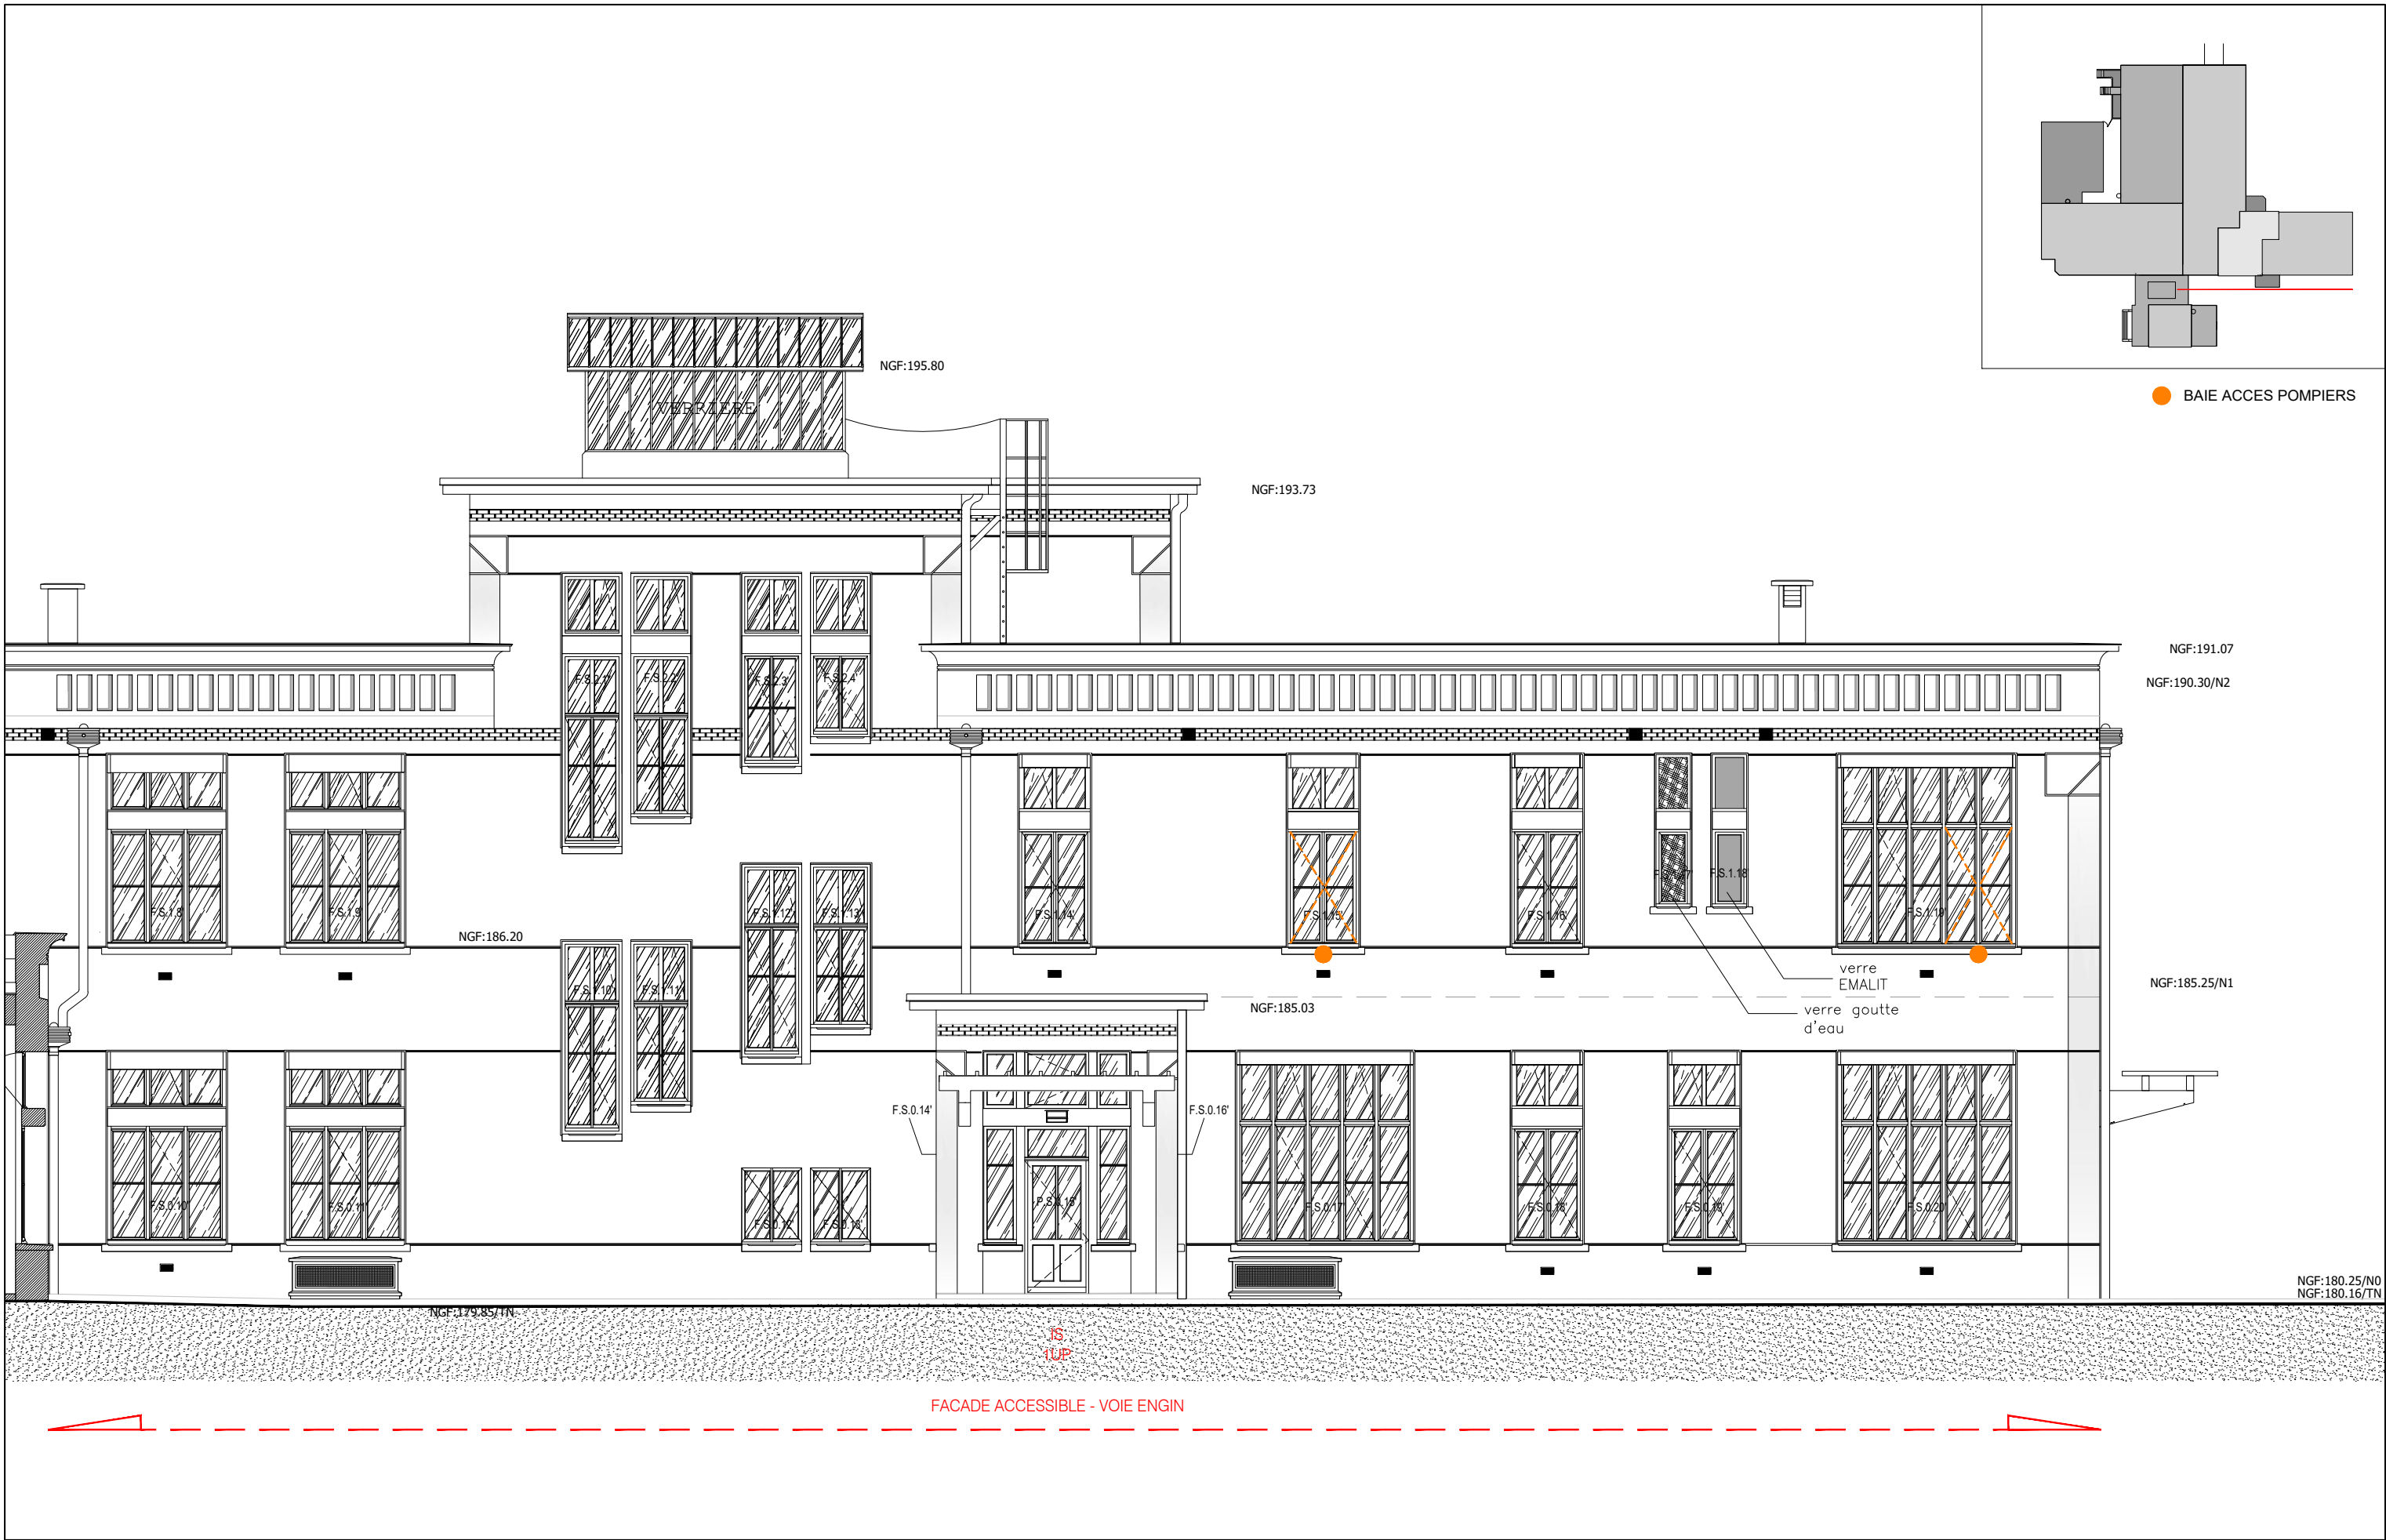 NGF:195.80
BAIE ACCES POMPIERS
VERRIERE
NGF:193.73
NGF:191.07
F.S.2.1'
F.S.2.2'
F.S.2.3'
F.S.2.4'
NGF:190.30/N2
F.S.1.17'
F.S.1.18'
F.S.1.8'
F.S.1.9'
F.S.1.12'
F.S.1.13'
F.S.1.14'
F.S.1.15'
F.S.1.16'
F.S.1.19'
NGF:186.20
verre
EMALIT
NGF:185.25/N1
F.S.1.10'
F.S.1.11'
NGF:185.03
verre goutte
d'eau
F.S.0.14'
F.S.0.16'
F.S.0.10'
F.S.0.11'
P.S.0.15'
F.S.0.17'
F.S.0.18'
F.S.0.19'
F.S.0.20'
F.S.0.12'
F.S.0.13'
NGF:180.25/N0
NGF:180.16/TN
NGF:179.85/TN
IS
1UP
FACADE ACCESSIBLE - VOIE ENGIN